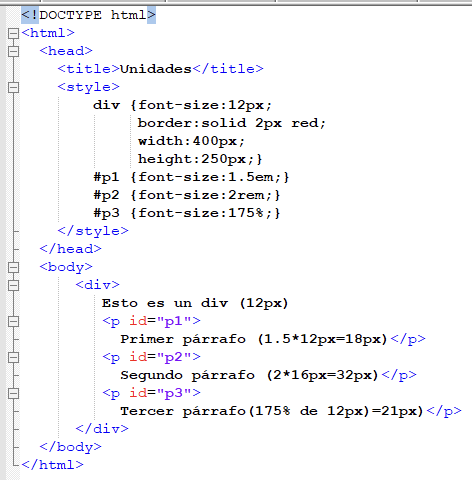 <!DOCTYPE html>
<html>
<head>
<title>Unidades</title>
<style>
div {font-size:12px;
border:solid 2px red;
width:400px;
height:250px;}
#p1 {font-size:1.5em;}
#p2 {font-size:2rem;}
#p3 {font-size:175%;}
</style>
</head>
<body>
<div>
Esto es un div (12px)
<p id="p1">
Primer párrafo (1.5*12px=18px)</p>
<p id="p2">
Segundo párrafo (2*16px=32px)</p>
<p id="p3">
Tercer párrafo(175% de 12px)=21px)</p>
</div>
</body>
</html>